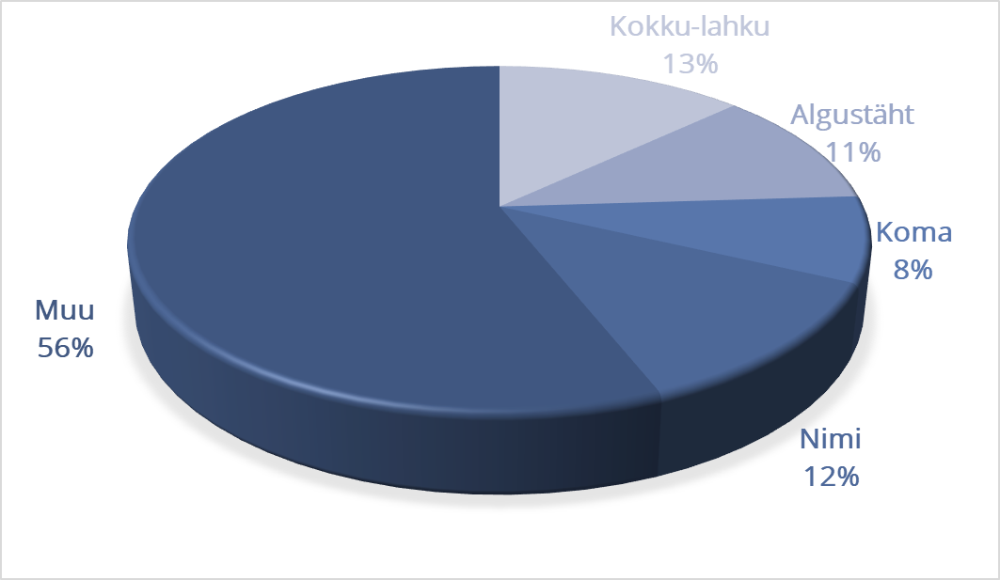 Kokku-lahku
13%
Algustäht
11%
Koma
8%
Muu
56%
Nimi
12%